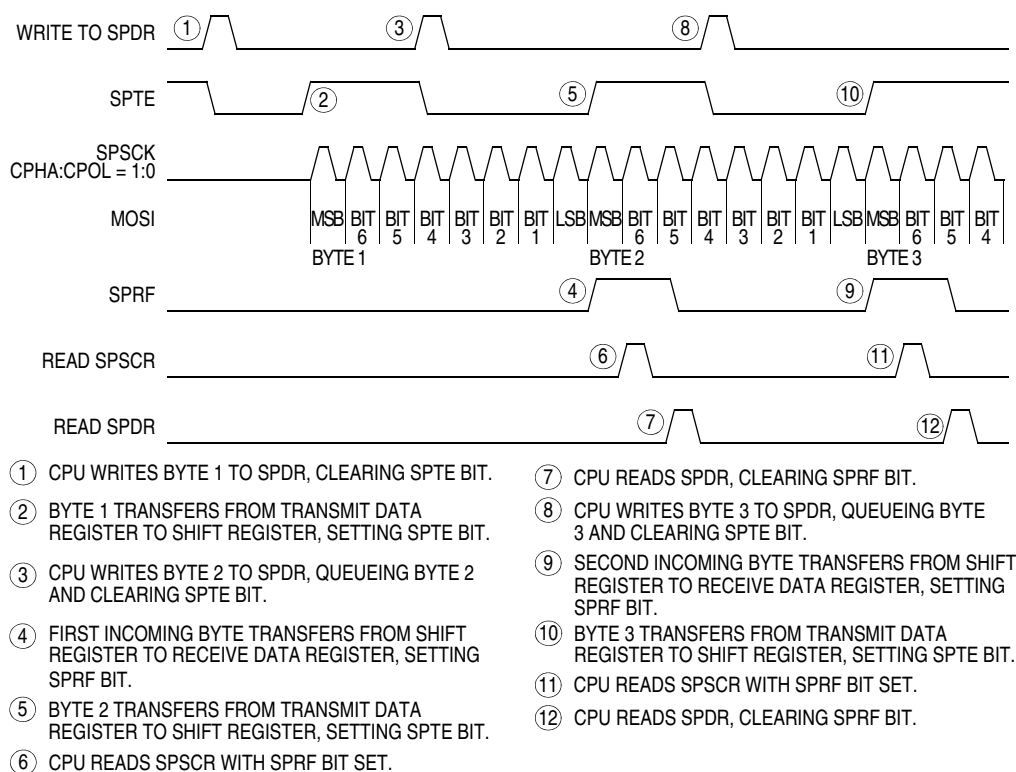 WRITE TO SPDR
1
3
8
SPTE
2
5
10
SPSCK
CPHA:CPOL = 1:0
MOSI
MSB BIT 6 BIT 5 BIT 4 BIT 3 BIT 2 BIT 1 LSB MSB BIT 6 BIT 5 BIT 4 BIT 3 BIT 2 BIT 1 LSB MSB BIT 6 BIT 5 BIT 4
BYTE 1 BYTE 2 BYTE 3
SPRF
4
9
READ SPSCR
6
11
READ SPDR
7
12
1 CPU WRITES BYTE 1 TO SPDR, CLEARING SPTE BIT.
2 BYTE 1 TRANSFERS FROM TRANSMIT DATA
REGISTER TO SHIFT REGISTER, SETTING SPTE BIT.
3 CPU WRITES BYTE 2 TO SPDR, QUEUEING BYTE 2
AND CLEARING SPTE BIT.
4 FIRST INCOMING BYTE TRANSFERS FROM SHIFT
REGISTER TO RECEIVE DATA REGISTER, SETTING
SPRF BIT.
5 BYTE 2 TRANSFERS FROM TRANSMIT DATA
REGISTER TO SHIFT REGISTER, SETTING SPTE BIT.
6 CPU READS SPSCR WITH SPRF BIT SET.
7 CPU READS SPDR, CLEARING SPRF BIT.
8 CPU WRITES BYTE 3 TO SPDR, QUEUEING BYTE
3 AND CLEARING SPTE BIT.
9 SECOND INCOMING BYTE TRANSFERS FROM SHIFT
REGISTER TO RECEIVE DATA REGISTER, SETTING
SPRF BIT.
10 BYTE 3 TRANSFERS FROM TRANSMIT DATA
REGISTER TO SHIFT REGISTER, SETTING SPTE BIT.
11 CPU READS SPSCR WITH SPRF BIT SET.
12 CPU READS SPDR, CLEARING SPRF BIT.